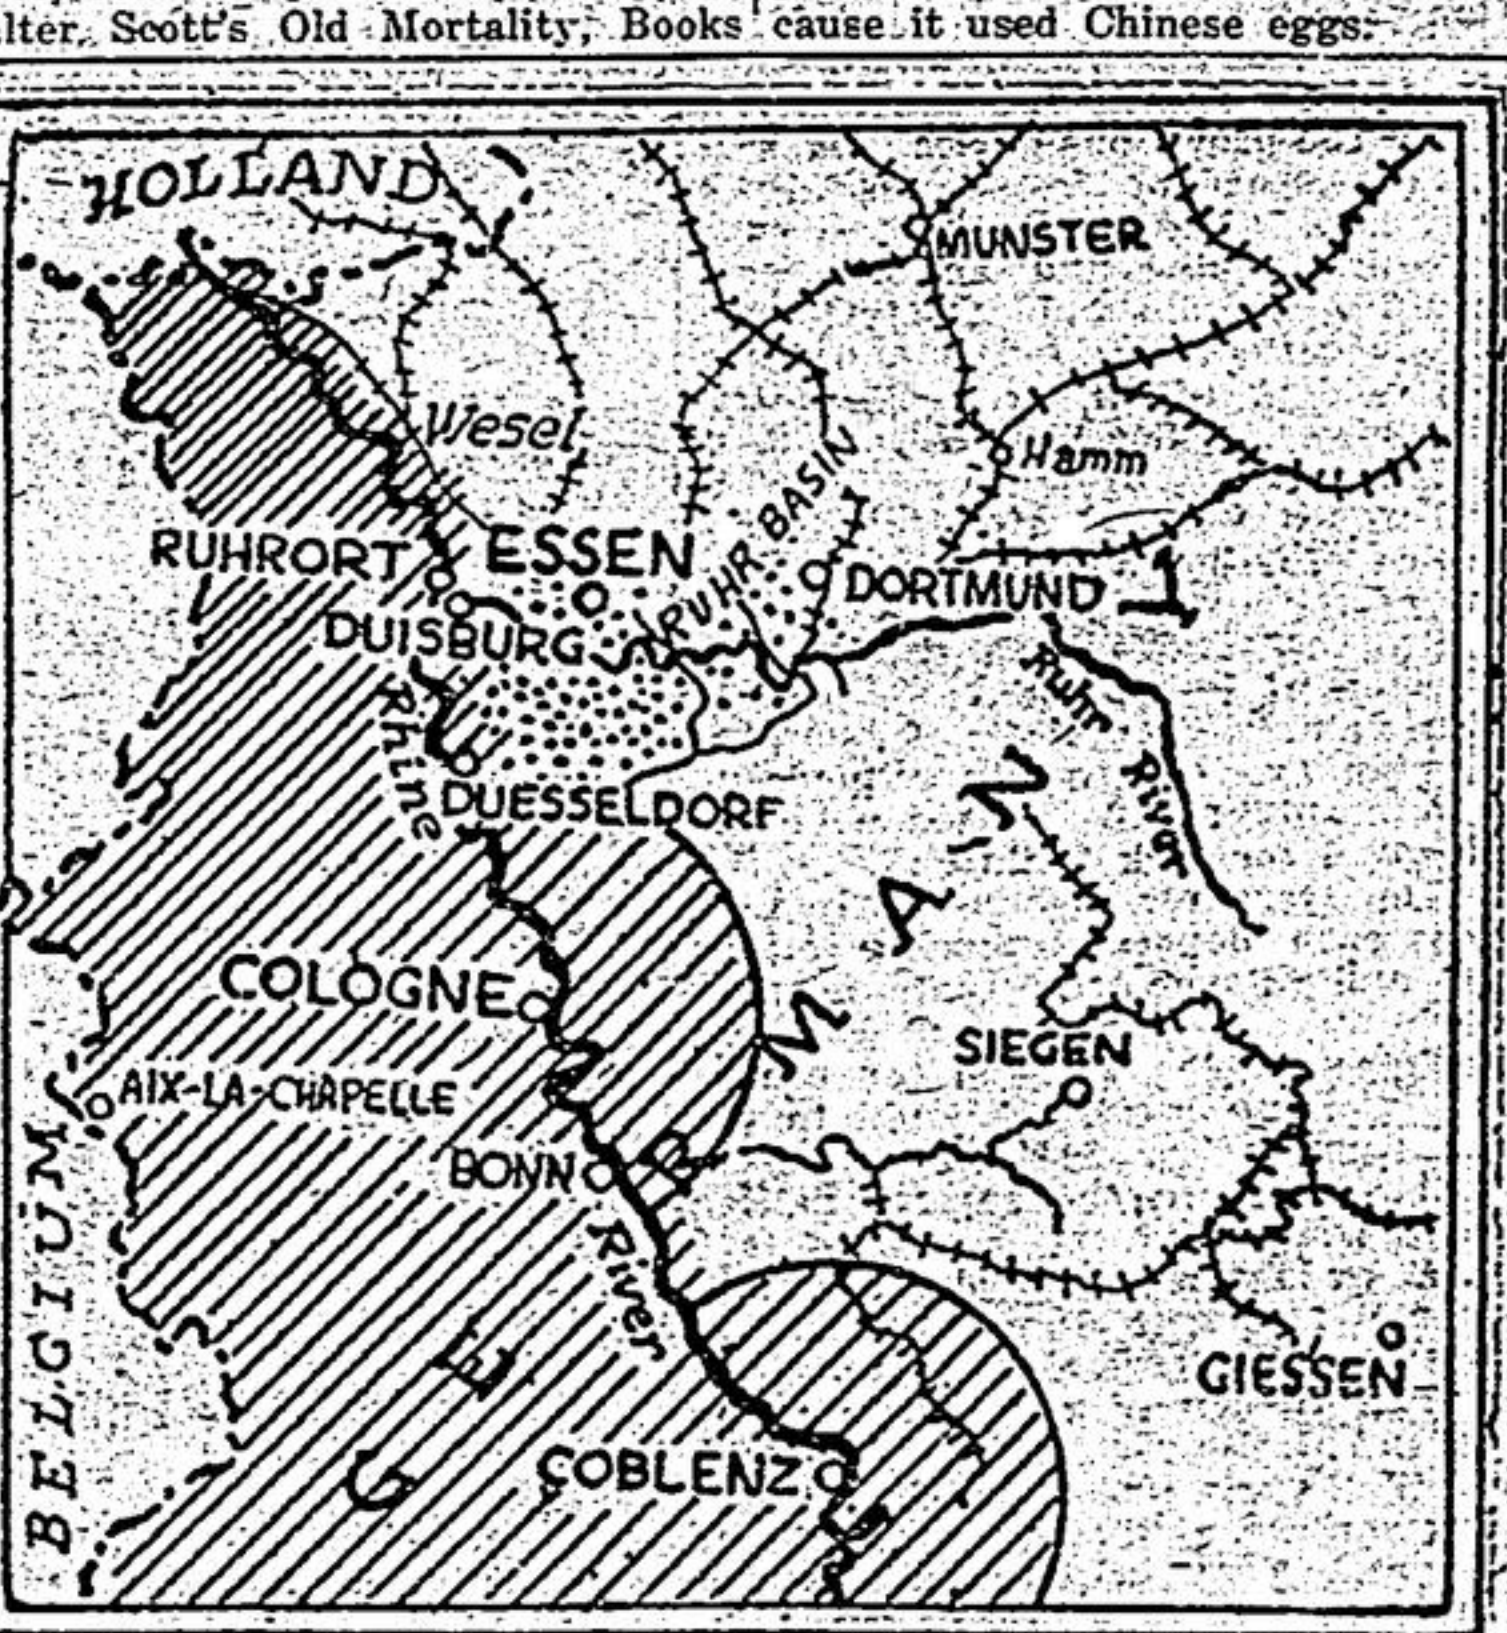 lter Scott's Old Mortality, Books cause it used Chinese eggs.
HOLLAND
MUNSTER
Wesel
Hamm
RUHR BASIN
RUHRORT
ESSEN
DORTMUND
DUISBURG
Ruhr River
Rhine River
DUESSELDORF
COLOGNE
SIEGEN
AIX-LA-CHAPELLE
BONN
GERMANY
GIESSEN
COBLENZ
BELGIUM